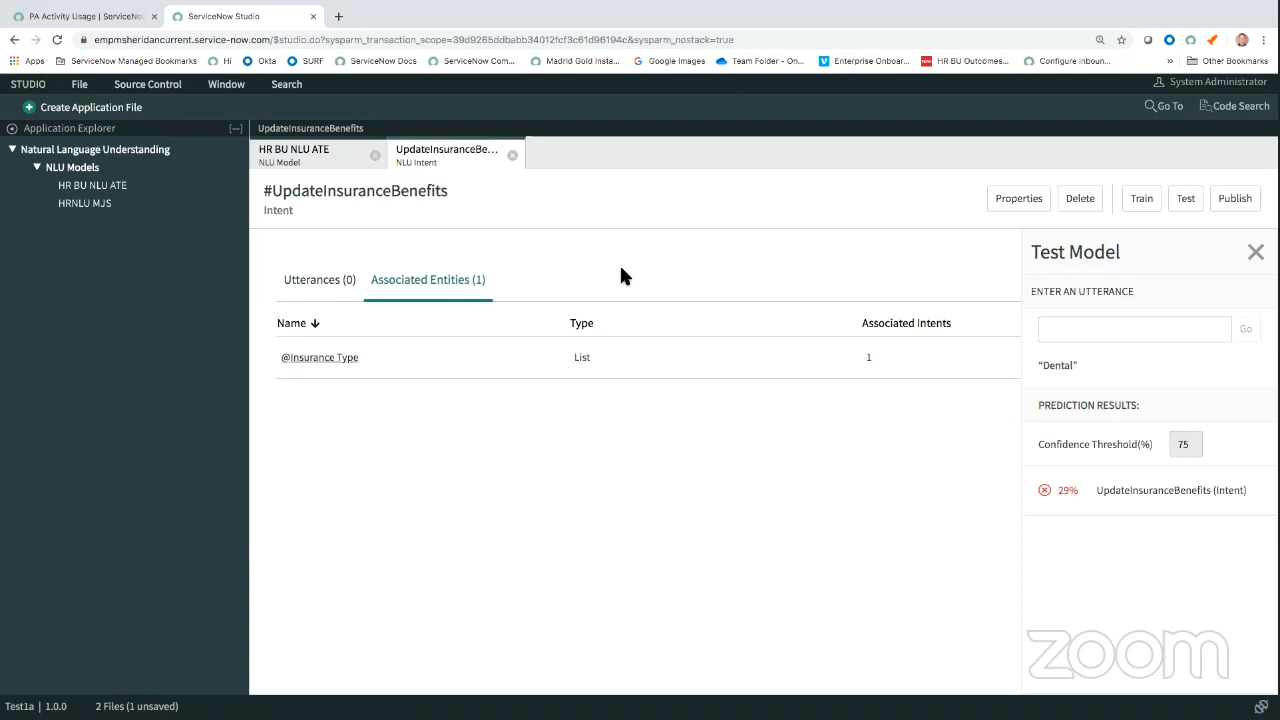 PA Activity Usage | ServiceNow
ServiceNow Studio
empmsheridancurrent.service-now.com/$studio.do?sysparm_transaction_scope=39d9265ddbabb34012fcf3c61d96194c&sysparm_nostack=true
Apps ServiceNow Managed Bookmarks Hi Okta SURF ServiceNow Docs ServiceNow Com... Madrid Gold Insta... Google Images Team Folder - On... Enterprise Onboar... HR BU Outcomes... Configure Inboun... » Other Bookmarks
STUDIO File Source Control Window Search System Administrator
Create Application File Go To Code Search
Application Explorer [—] UpdateInsuranceBenefits
Natural Language Understanding
NLU Models
HR BU NLU ATE
HRNLU MJS
HR BU NLU ATE
NLU Model
UpdateInsuranceBe...
NLU Intent
#UpdateInsuranceBenefits
Intent
Properties Delete Train Test Publish
Utterances (0) Associated Entities (1)
Name Type Associated Intents
@Insurance Type List 1
Test Model
ENTER AN UTTERANCE
Go
“Dental”
PREDICTION RESULTS:
Confidence Threshold(%) 75
29% UpdateInsuranceBenefits (Intent)
zoom
Test1a | 1.0.0 2 Files (1 unsaved)